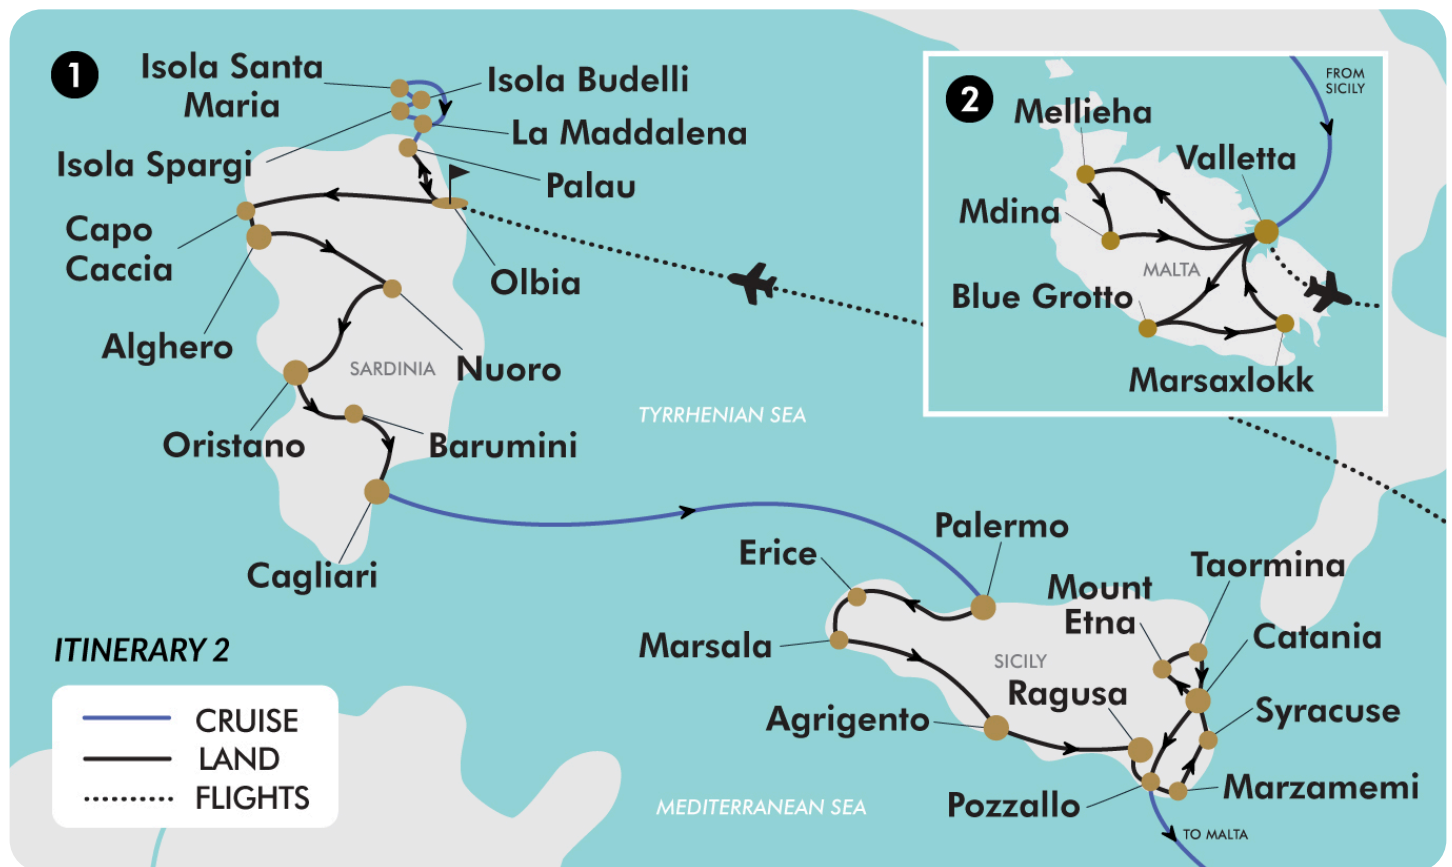 1
Isola Santa
Maria
Isola Budelli
La Maddalena
Isola Spargi
Palau
Capo
Caccia
Olbia
Alghero
Nuoro
SARDINIA
Oristano
Barumini
Cagliari
TYRRHENIAN SEA
2
FROM
SICILY
Mellieha
Valletta
Mdina
MALTA
Blue Grotto
Marsaxlokk
Palermo
Erice
Taormina
Mount
Etna
Catania
Marsala
SICILY
Ragusa
Agrigento
Syracuse
Pozzallo
Marzamemi
TO MALTA
MEDITERRANEAN SEA
ITINERARY 2
CRUISE
LAND
FLIGHTS